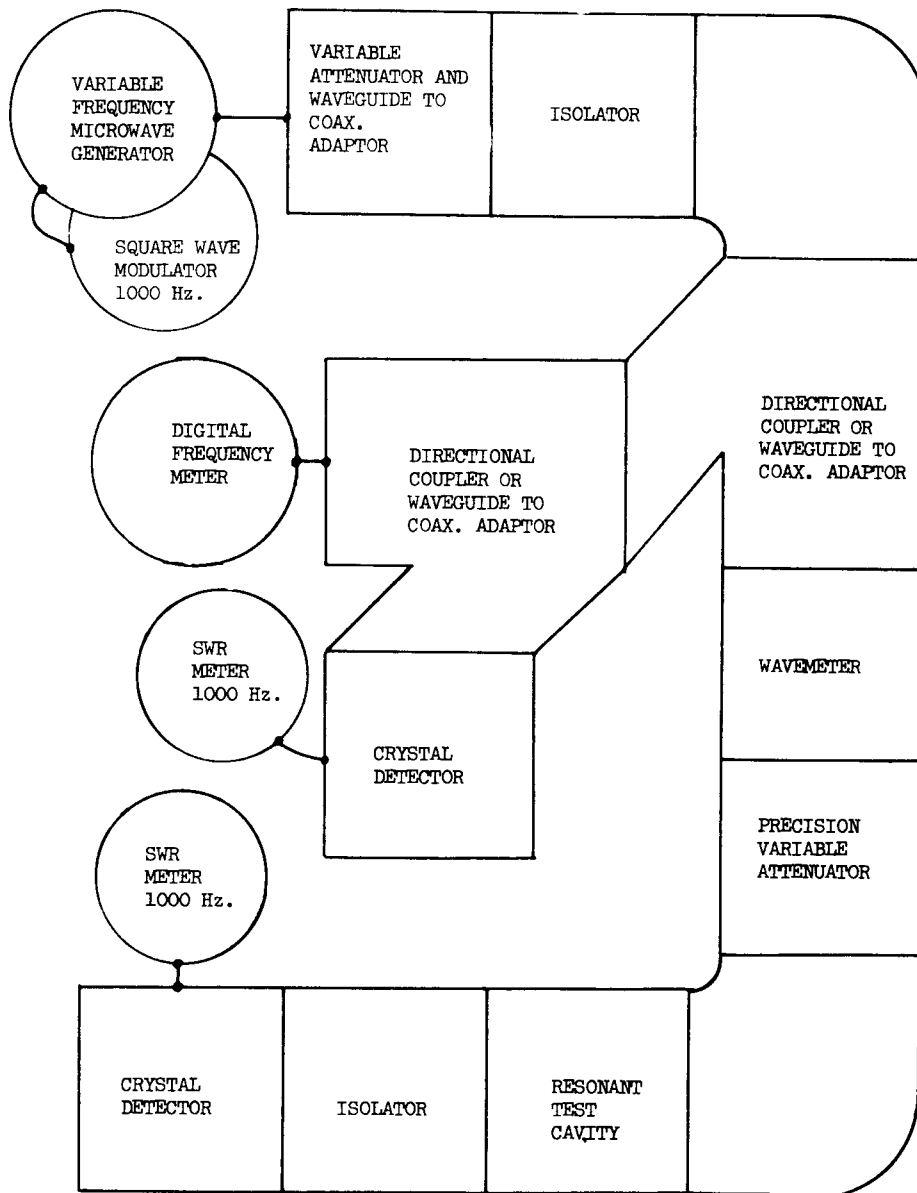 VARIABLE
FREQUENCY
MICROWAVE
GENERATOR
VARIABLE
ATTENUATOR AND
WAVEGUIDE TO
COAX.
ADAPTOR
ISOLATOR
SQUARE WAVE
MODULATOR
1000 Hz.
DIGITAL
FREQUENCY
METER
DIRECTIONAL
COUPLER OR
WAVEGUIDE TO
COAX. ADAPTOR
DIRECTIONAL
COUPLER OR
WAVEGUIDE TO
COAX. ADAPTOR
SWR
METER
1000 Hz.
CRYSTAL
DETECTOR
WAVEMETER
PRECISION
VARIABLE
ATTENUATOR
SWR
METER
1000 Hz.
CRYSTAL
DETECTOR
ISOLATOR
RESONANT
TEST
CAVITY